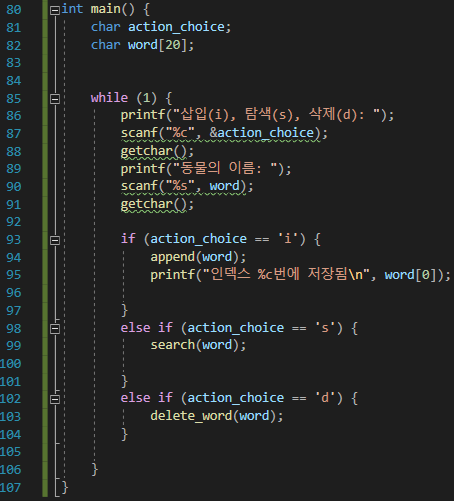 80 int main() {
81 char action_choice;
82 char word[20];
83
84
85 while (1) {
86 printf("삽입(i), 탐색(s), 삭제(d): ");
87 scanf("%c", &action_choice);
88 getchar();
89 printf("동물의 이름: ");
90 scanf("%s", word);
91 getchar();
92
93 if (action_choice == 'i') {
94 append(word);
95 printf("인덱스 %c번에 저장됨\n", word[0]);
96
97 }
98 else if (action_choice == 's') {
99 search(word);
100
101 }
102 else if (action_choice == 'd') {
103 delete_word(word);
104 }
105
106 }
107 }